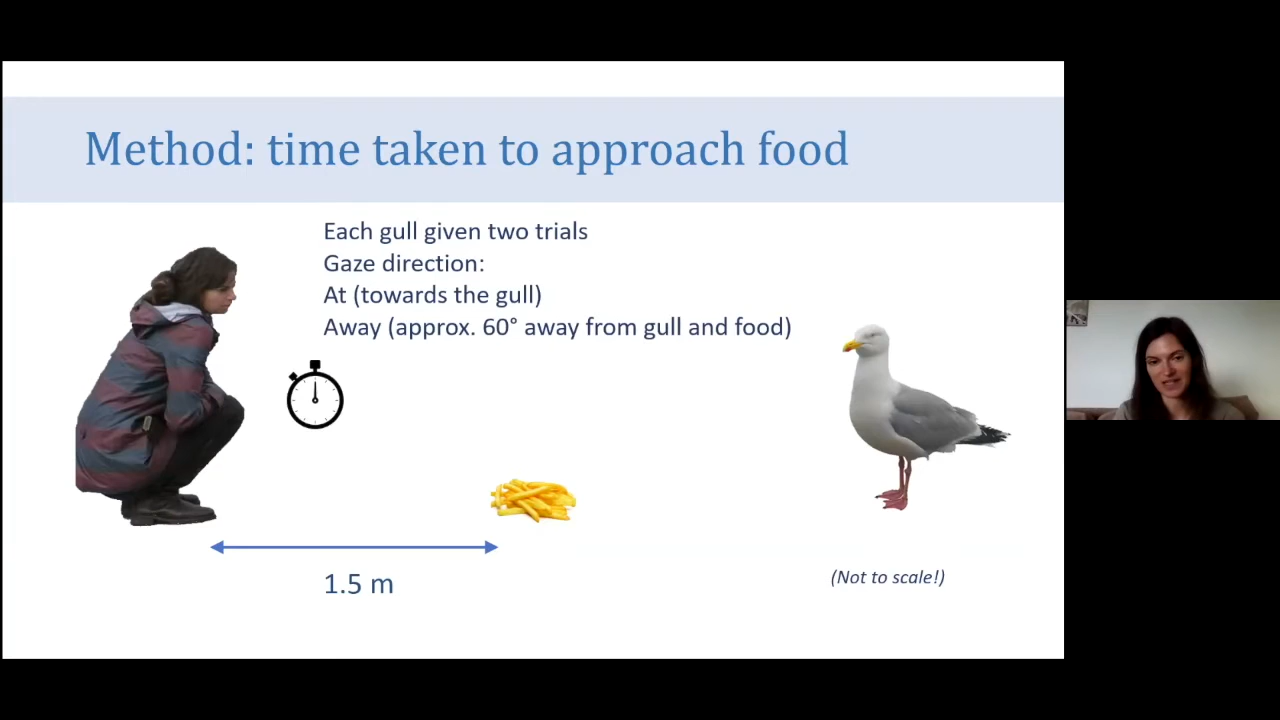 Method: time taken to approach food
Each gull given two trials
Gaze direction:
At (towards the gull)
Away (approx. 60° away from gull and food)
1.5 m
(Not to scale!)